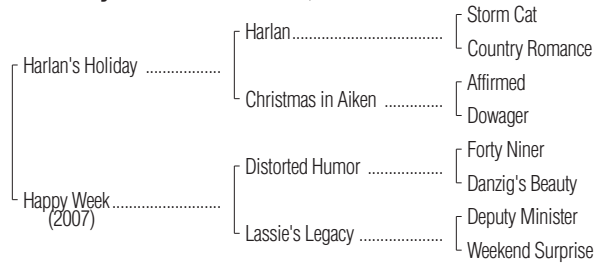 Storm Cat
Harlan......................................
Country Romance
Harlan's Holiday ...................
Affirmed
Christmas in Aiken ..............
Dowager
Forty Niner
Distorted Humor ..................
Danzig's Beauty
Happy Week...........................
(2007)
Deputy Minister
Lassie's Legacy ....................
Weekend Surprise